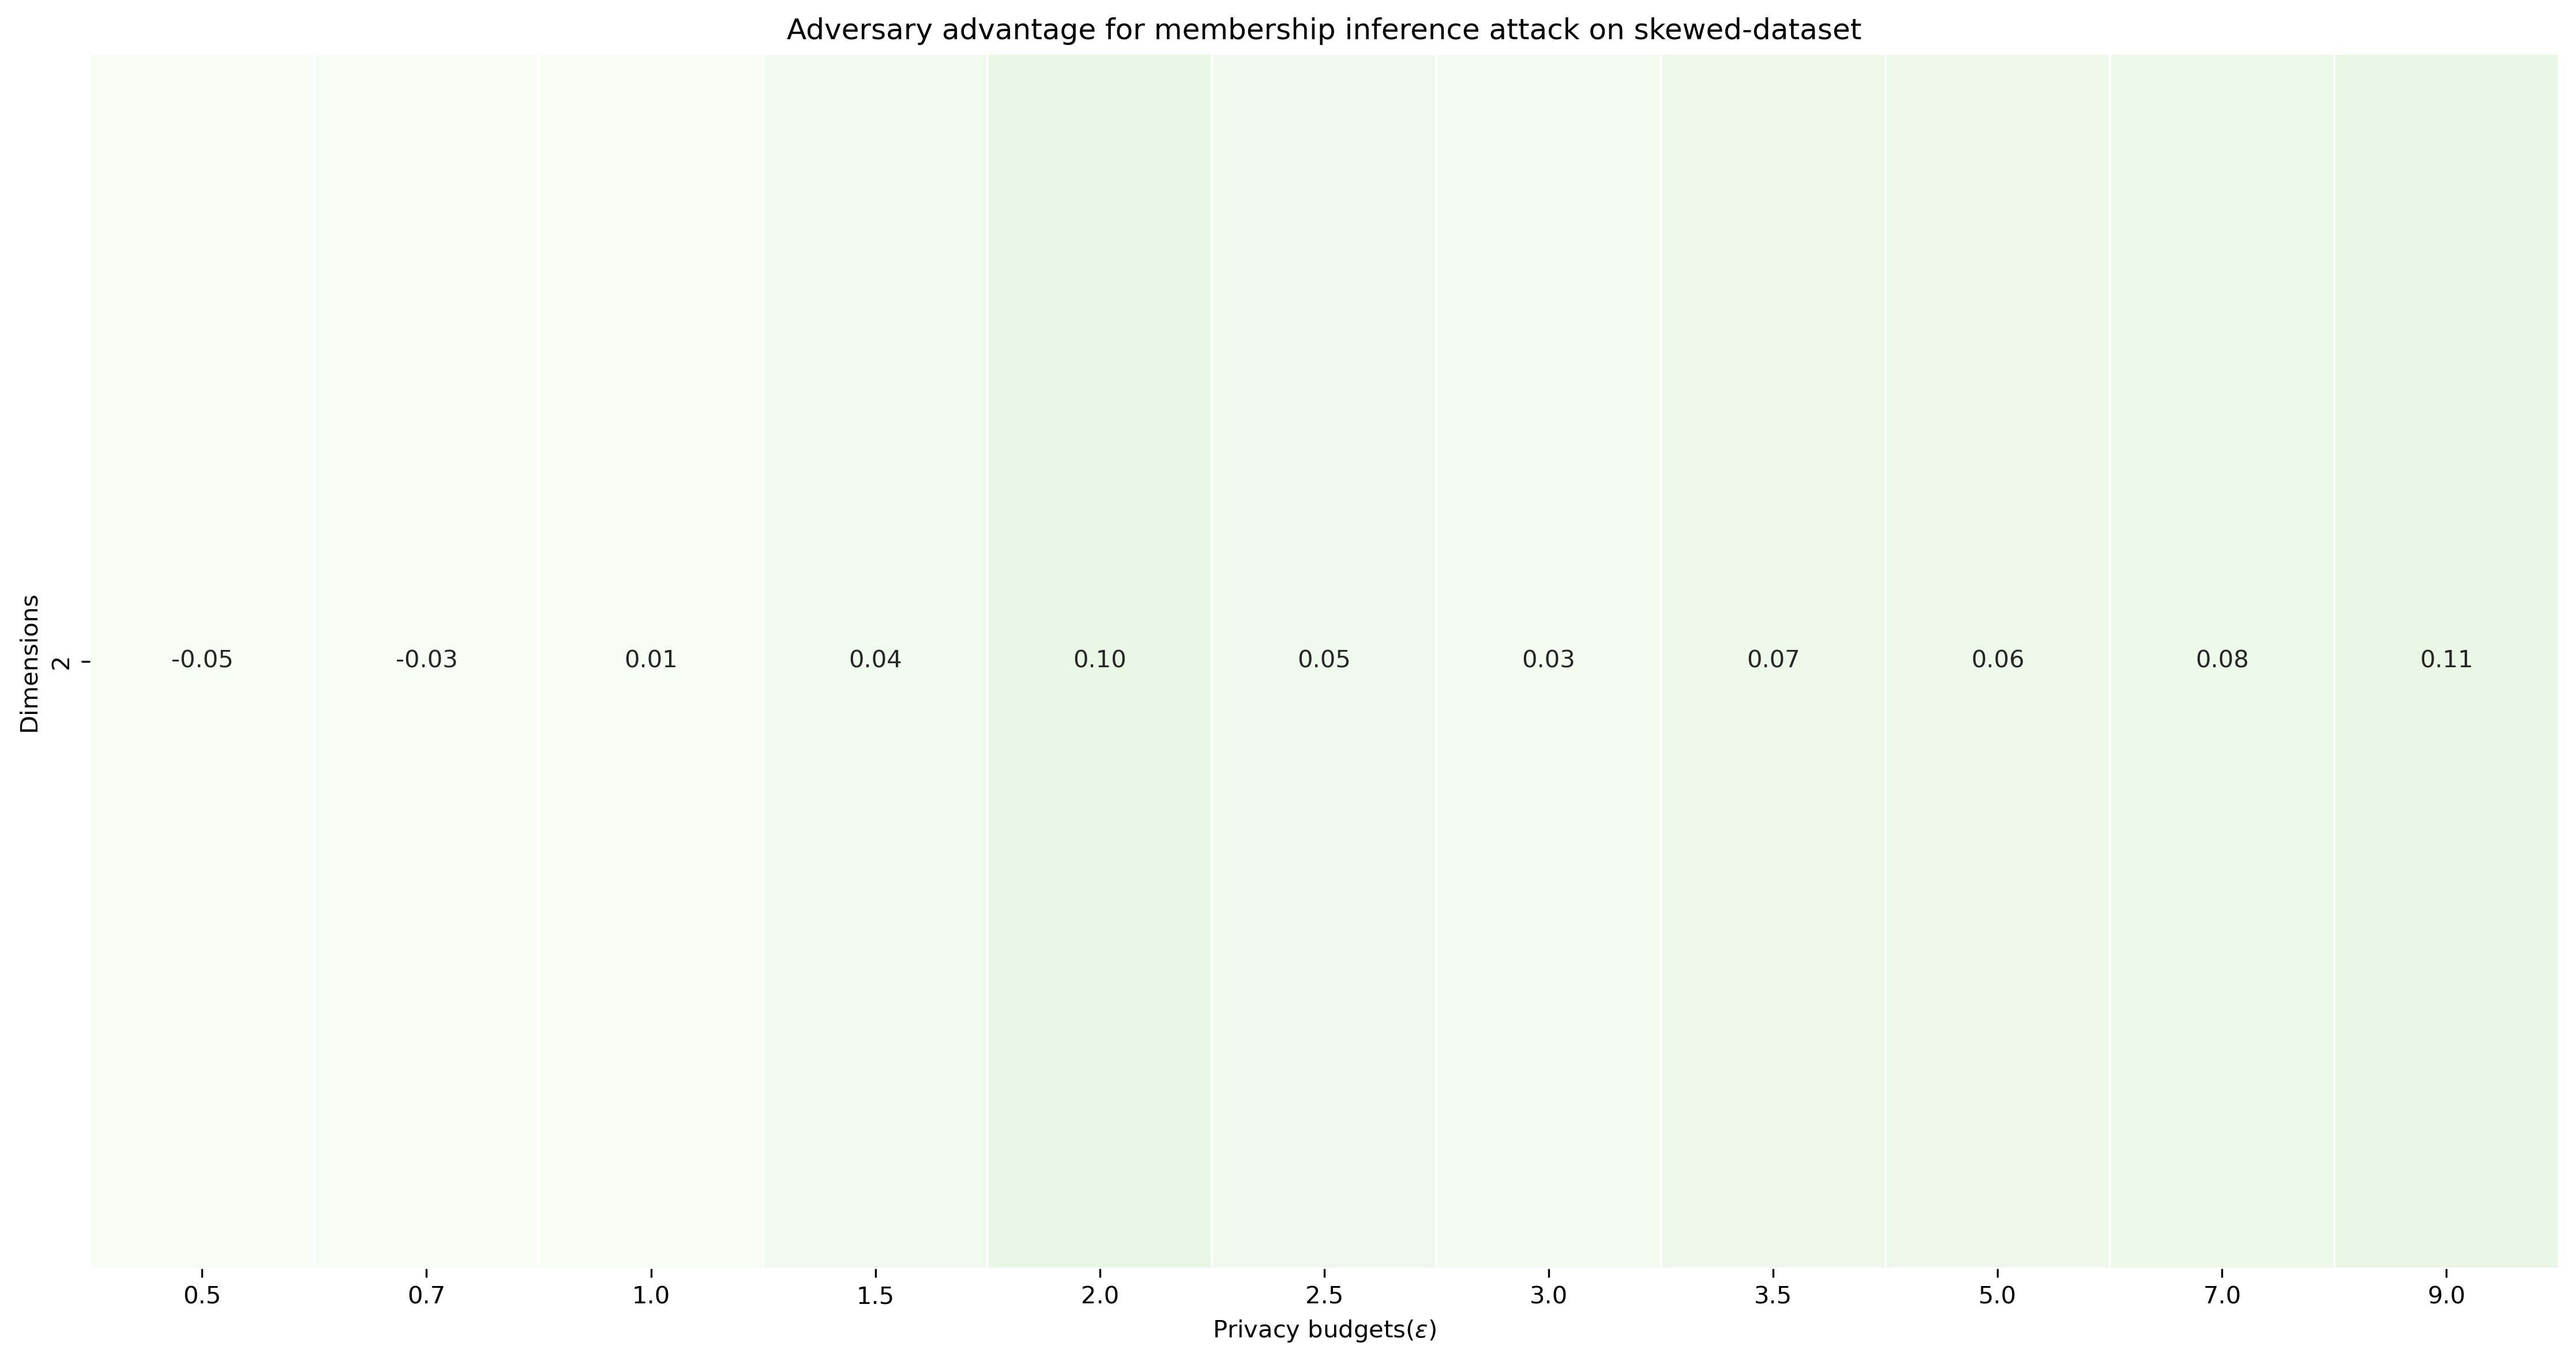 Adversary advantage for membership inference attack on skewed-dataset
Dimensions
2
-0.05 -0.03 0.01 0.04 0.10 0.05 0.03 0.07 0.06 0.08 0.11
0.5 0.7 1.0 1.5 2.0 2.5 3.0 3.5 5.0 7.0 9.0
Privacy budgets(ε)